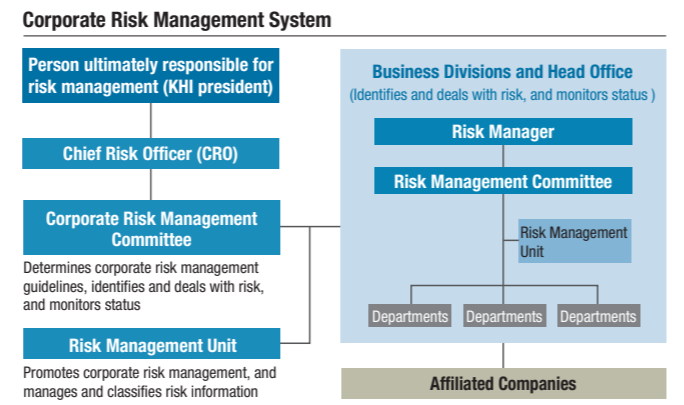 Corporate Risk Management System
Person ultimately responsible for
risk management (KHI president)
Chief Risk Officer (CRO)
Corporate Risk Management
Committee
Determines corporate risk management
guidelines, identifies and deals with risk,
and monitors status
Risk Management Unit
Promotes corporate risk management, and
manages and classifies risk information
Business Divisions and Head Office
(Identifies and deals with risk, and monitors status )
Risk Manager
Risk Management Committee
Risk Management
Unit
Departments Departments Departments
Affiliated Companies